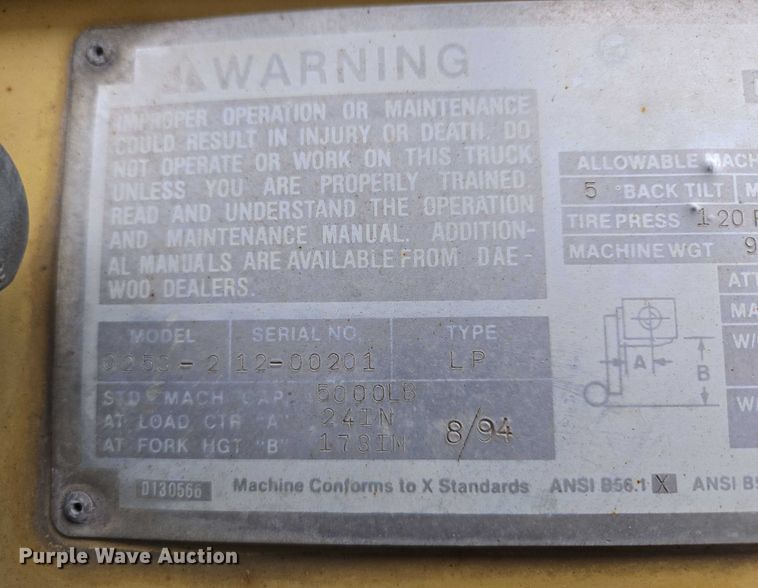 WARNING
IMPROPER OPERATION OR MAINTENANCE
COULD RESULT IN INJURY OR DEATH. DO
NOT OPERATE OR WORK ON THIS TRUCK
UNLESS YOU ARE PROPERLY TRAINED.
READ AND UNDERSTAND THE OPERATION
AND MAINTENANCE MANUAL. ADDITION-
AL MANUALS ARE AVAILABLE FROM DAE-
WOO DEALERS.
MODEL SERIAL NO. TYPE
12-00201 LP
STD MACH CAP. 5000LB
AT LOAD CTR "A" 24IN
AT FORK HGT "B" 178IN
8/94
D130566 Machine Conforms to X Standards ANSI B56.1 X ANSI
ALLOWABLE MACH
5 °BACK TILT
TIRE PRESS 120
MACHINE WGT 9
A
B
Purple Wave Auction